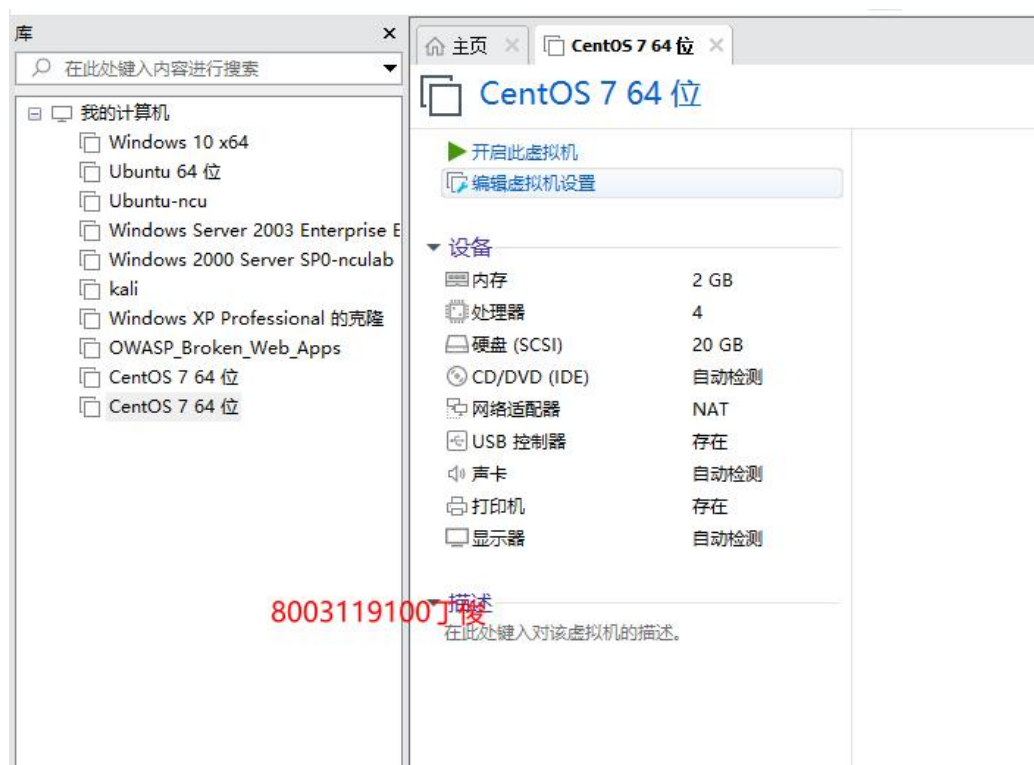 库
在此处键入内容进行搜索
我的计算机
Windows 10 x64
Ubuntu 64 位
Ubuntu-ncu
Windows Server 2003 Enterprise E
Windows 2000 Server SP0-nculab
kali
Windows XP Professional 的克隆
OWASP_Broken_Web_Apps
CentOS 7 64 位
CentOS 7 64 位
主页
CentOS 7 64 位
CentOS 7 64 位
开启此虚拟机
编辑虚拟机设置
设备
内存 2 GB
处理器 4
硬盘 (SCSI) 20 GB
CD/DVD (IDE) 自动检测
网络适配器 NAT
USB 控制器 存在
声卡 自动检测
打印机 存在
显示器 自动检测
描述
8003119100丁俊
在此处键入对该虚拟机的描述。